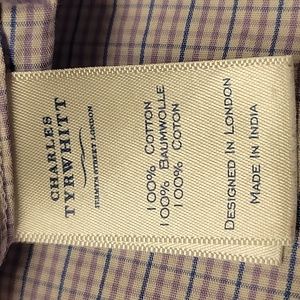 CHARLES
TYRWHITT
JERMYN STREET LONDON
100% COTTON
100% BAUMWOLLE
100% COTON
DESIGNED IN LONDON
MADE IN INDIA